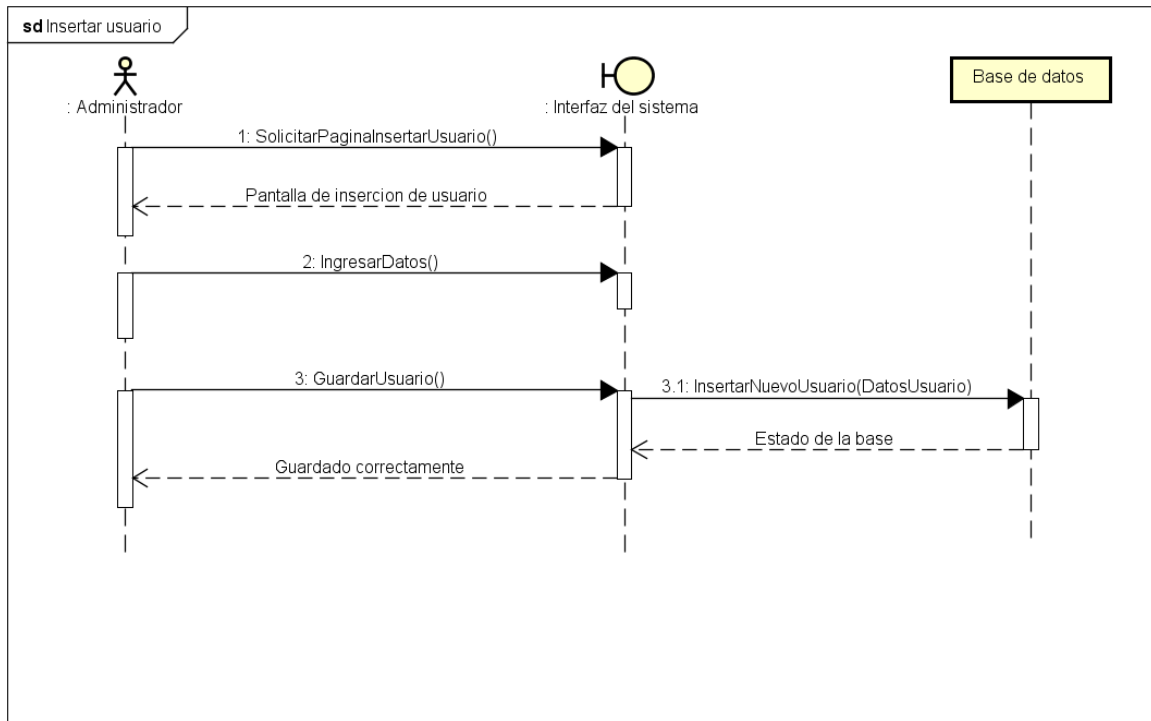 sd Insertar usuario
: Administrador
: Interfaz del sistema
Base de datos
1: SolicitarPaginaInsertarUsuario()
Pantalla de insercion de usuario
2: IngresarDatos()
3: GuardarUsuario()
3.1: InsertarNuevoUsuario(DatosUsuario)
Estado de la base
Guardado correctamente